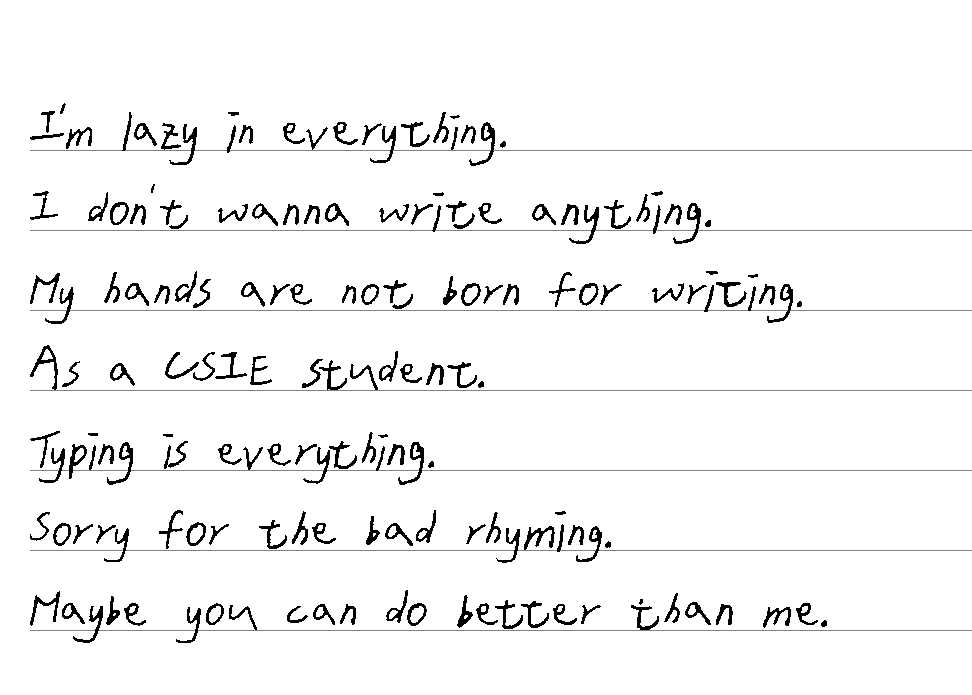 I'm lazy in everything.
I don't wanna write anything.
My hands are not born for writing.
As a CSIE student.
Typing is everything.
Sorry for the bad rhyming.
Maybe you can do better than me.